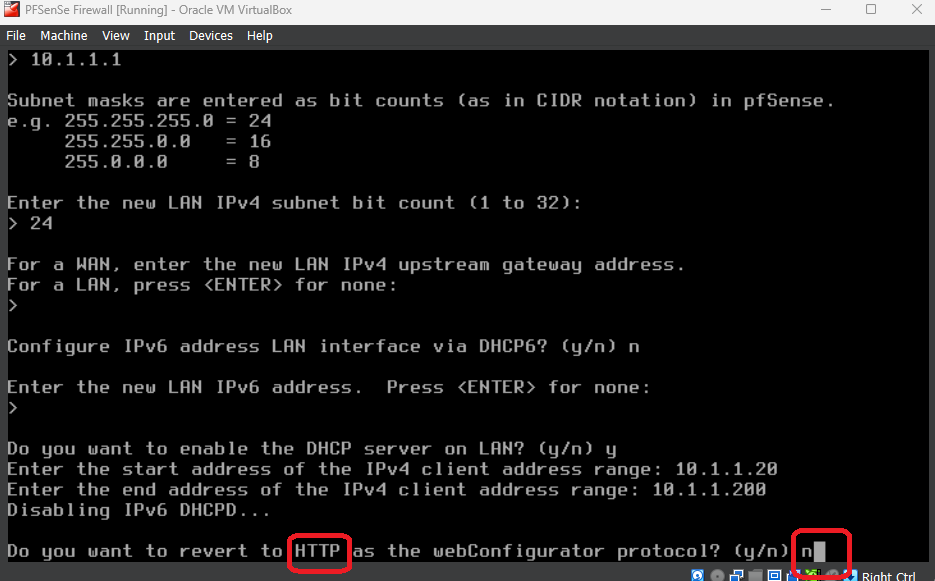 PFSenSe Firewall [Running] - Oracle VM VirtualBox
File Machine View Input Devices Help
> 10.1.1.1
Subnet masks are entered as bit counts (as in CIDR notation) in pfSense.
e.g. 255.255.255.0 = 24
255.255.0.0 = 16
255.0.0.0 = 8
Enter the new LAN IPv4 subnet bit count (1 to 32):
> 24
For a WAN, enter the new LAN IPv4 upstream gateway address.
For a LAN, press <ENTER> for none:
>
Configure IPv6 address LAN interface via DHCP6? (y/n) n
Enter the new LAN IPv6 address. Press <ENTER> for none:
>
Do you want to enable the DHCP server on LAN? (y/n) y
Enter the start address of the IPv4 client address range: 10.1.1.20
Enter the end address of the IPv4 client address range: 10.1.1.200
Disabling IPv6 DHCPD...
Do you want to revert to HTTP as the webConfigurator protocol? (y/n) n
Right Ctrl